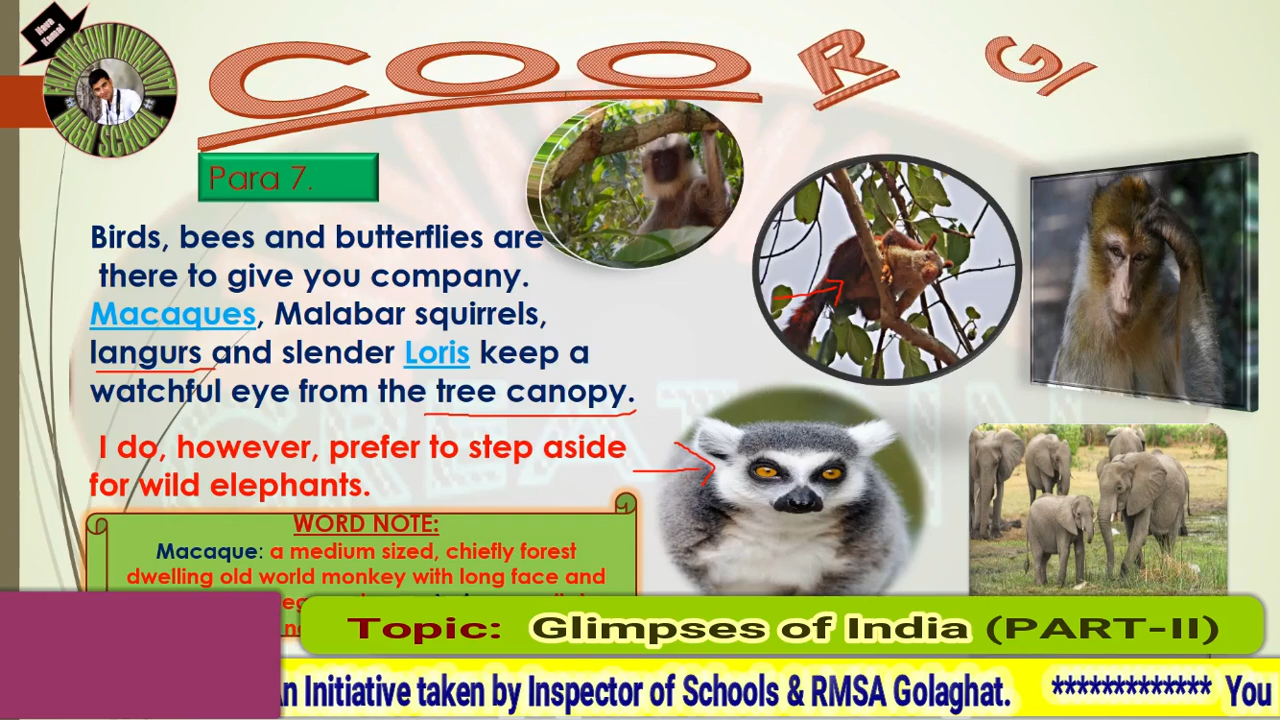 COORG
Para 7.
Birds, bees and butterflies are
there to give you company.
Macaques, Malabar squirrels,
langurs and slender Loris keep a
watchful eye from the tree canopy.
I do, however, prefer to step aside
for wild elephants.
WORD NOTE:
Macaque: a medium sized, chiefly forest
dwelling old world monkey with long face and
Topic: Glimpses of India (PART-II)
An Initiative taken by Inspector of Schools & RMSA Golaghat. ************* You